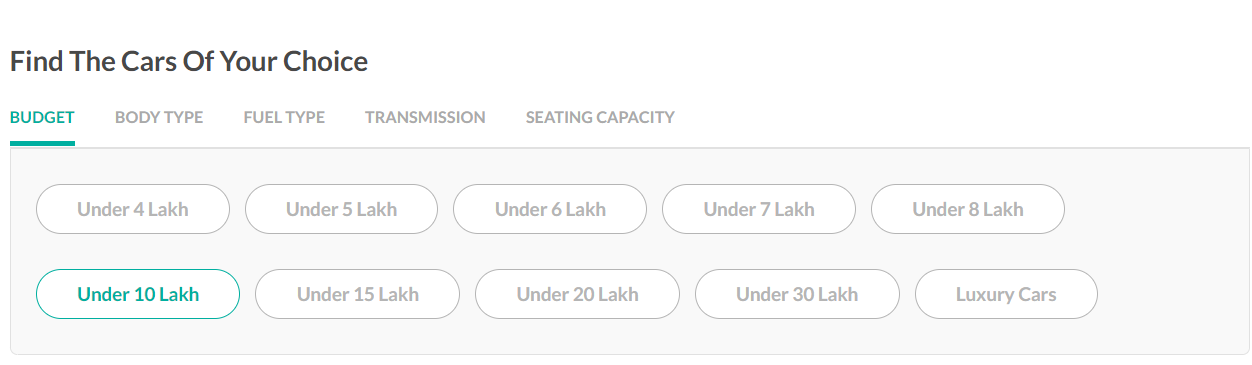 Find The Cars Of Your Choice
BUDGET BODY TYPE FUEL TYPE TRANSMISSION SEATING CAPACITY
Under 4 Lakh Under 5 Lakh Under 6 Lakh Under 7 Lakh Under 8 Lakh
Under 10 Lakh Under 15 Lakh Under 20 Lakh Under 30 Lakh Luxury Cars